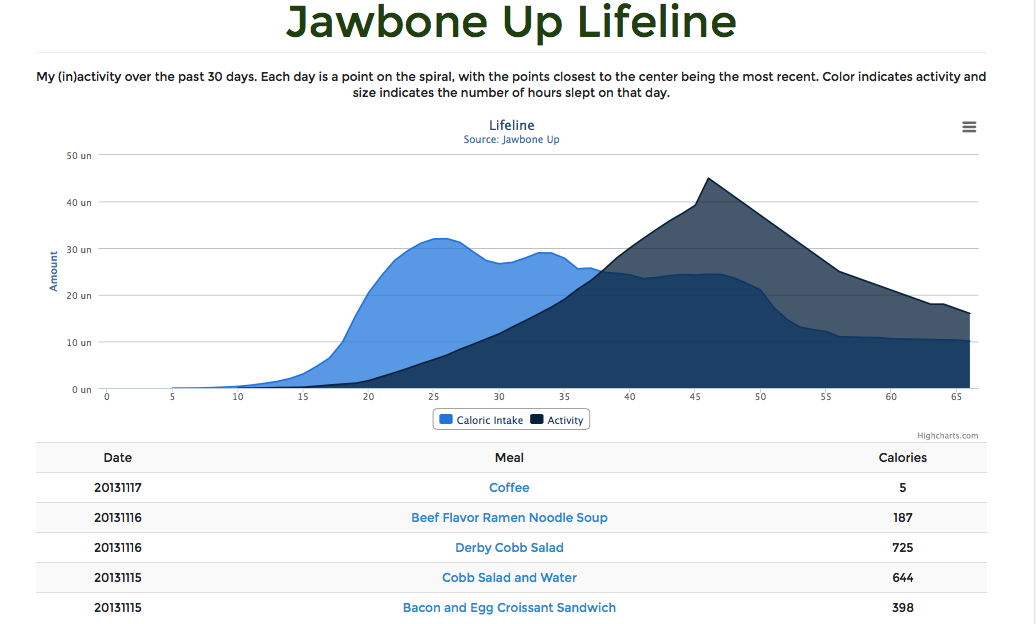 Jawbone Up Lifeline
My (in)activity over the past 30 days. Each day is a point on the spiral, with the points closest to the center being the most recent. Color indicates activity and
size indicates the number of hours slept on that day.
Lifeline
Source: Jawbone Up
50 un
40 un
30 un
20 un
10 un
0 un
Amount
0 5 10 15 20 25 30 35 40 45 50 55 60 65
Caloric Intake Activity
Highcharts.com
Date Meal Calories
20131117 Coffee 5
20131116 Beef Flavor Ramen Noodle Soup 187
20131116 Derby Cobb Salad 725
20131115 Cobb Salad and Water 644
20131115 Bacon and Egg Croissant Sandwich 398